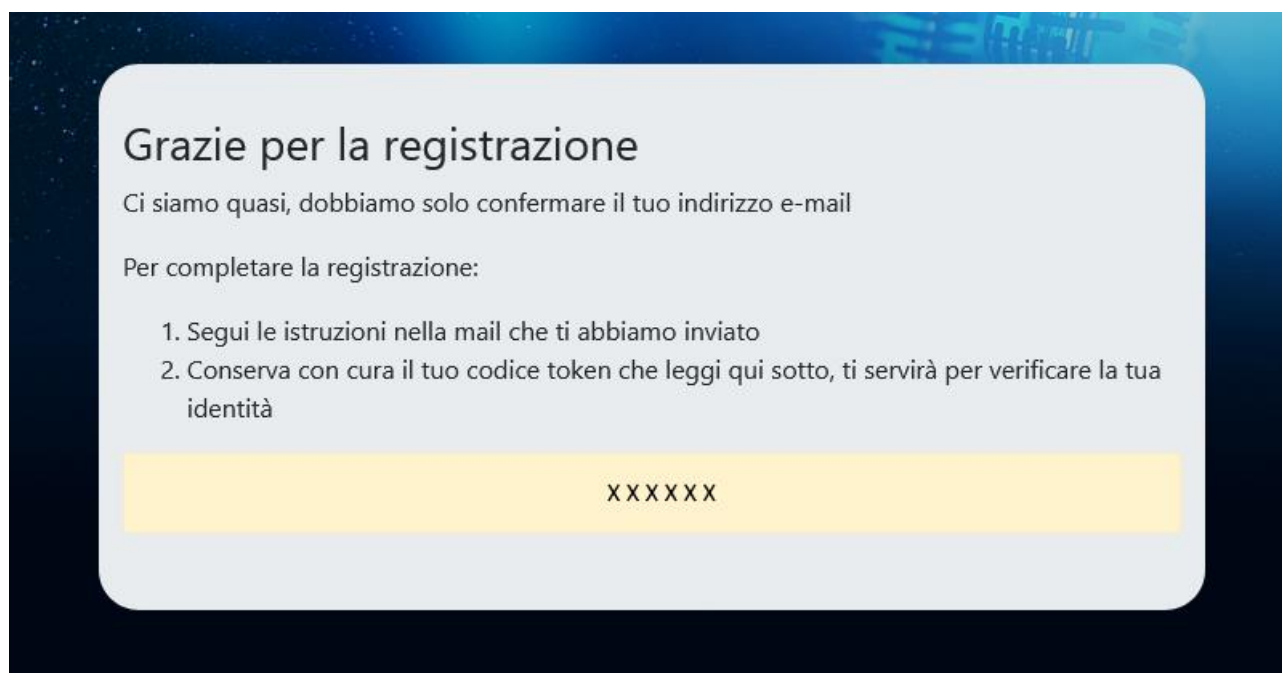 Grazie per la registrazione
Ci siamo quasi, dobbiamo solo confermare il tuo indirizzo e-mail
Per completare la registrazione:
1. Segui le istruzioni nella mail che ti abbiamo inviato
2. Conserva con cura il tuo codice token che leggi qui sotto, ti servirà per verificare la tua
identità
X X X X X X